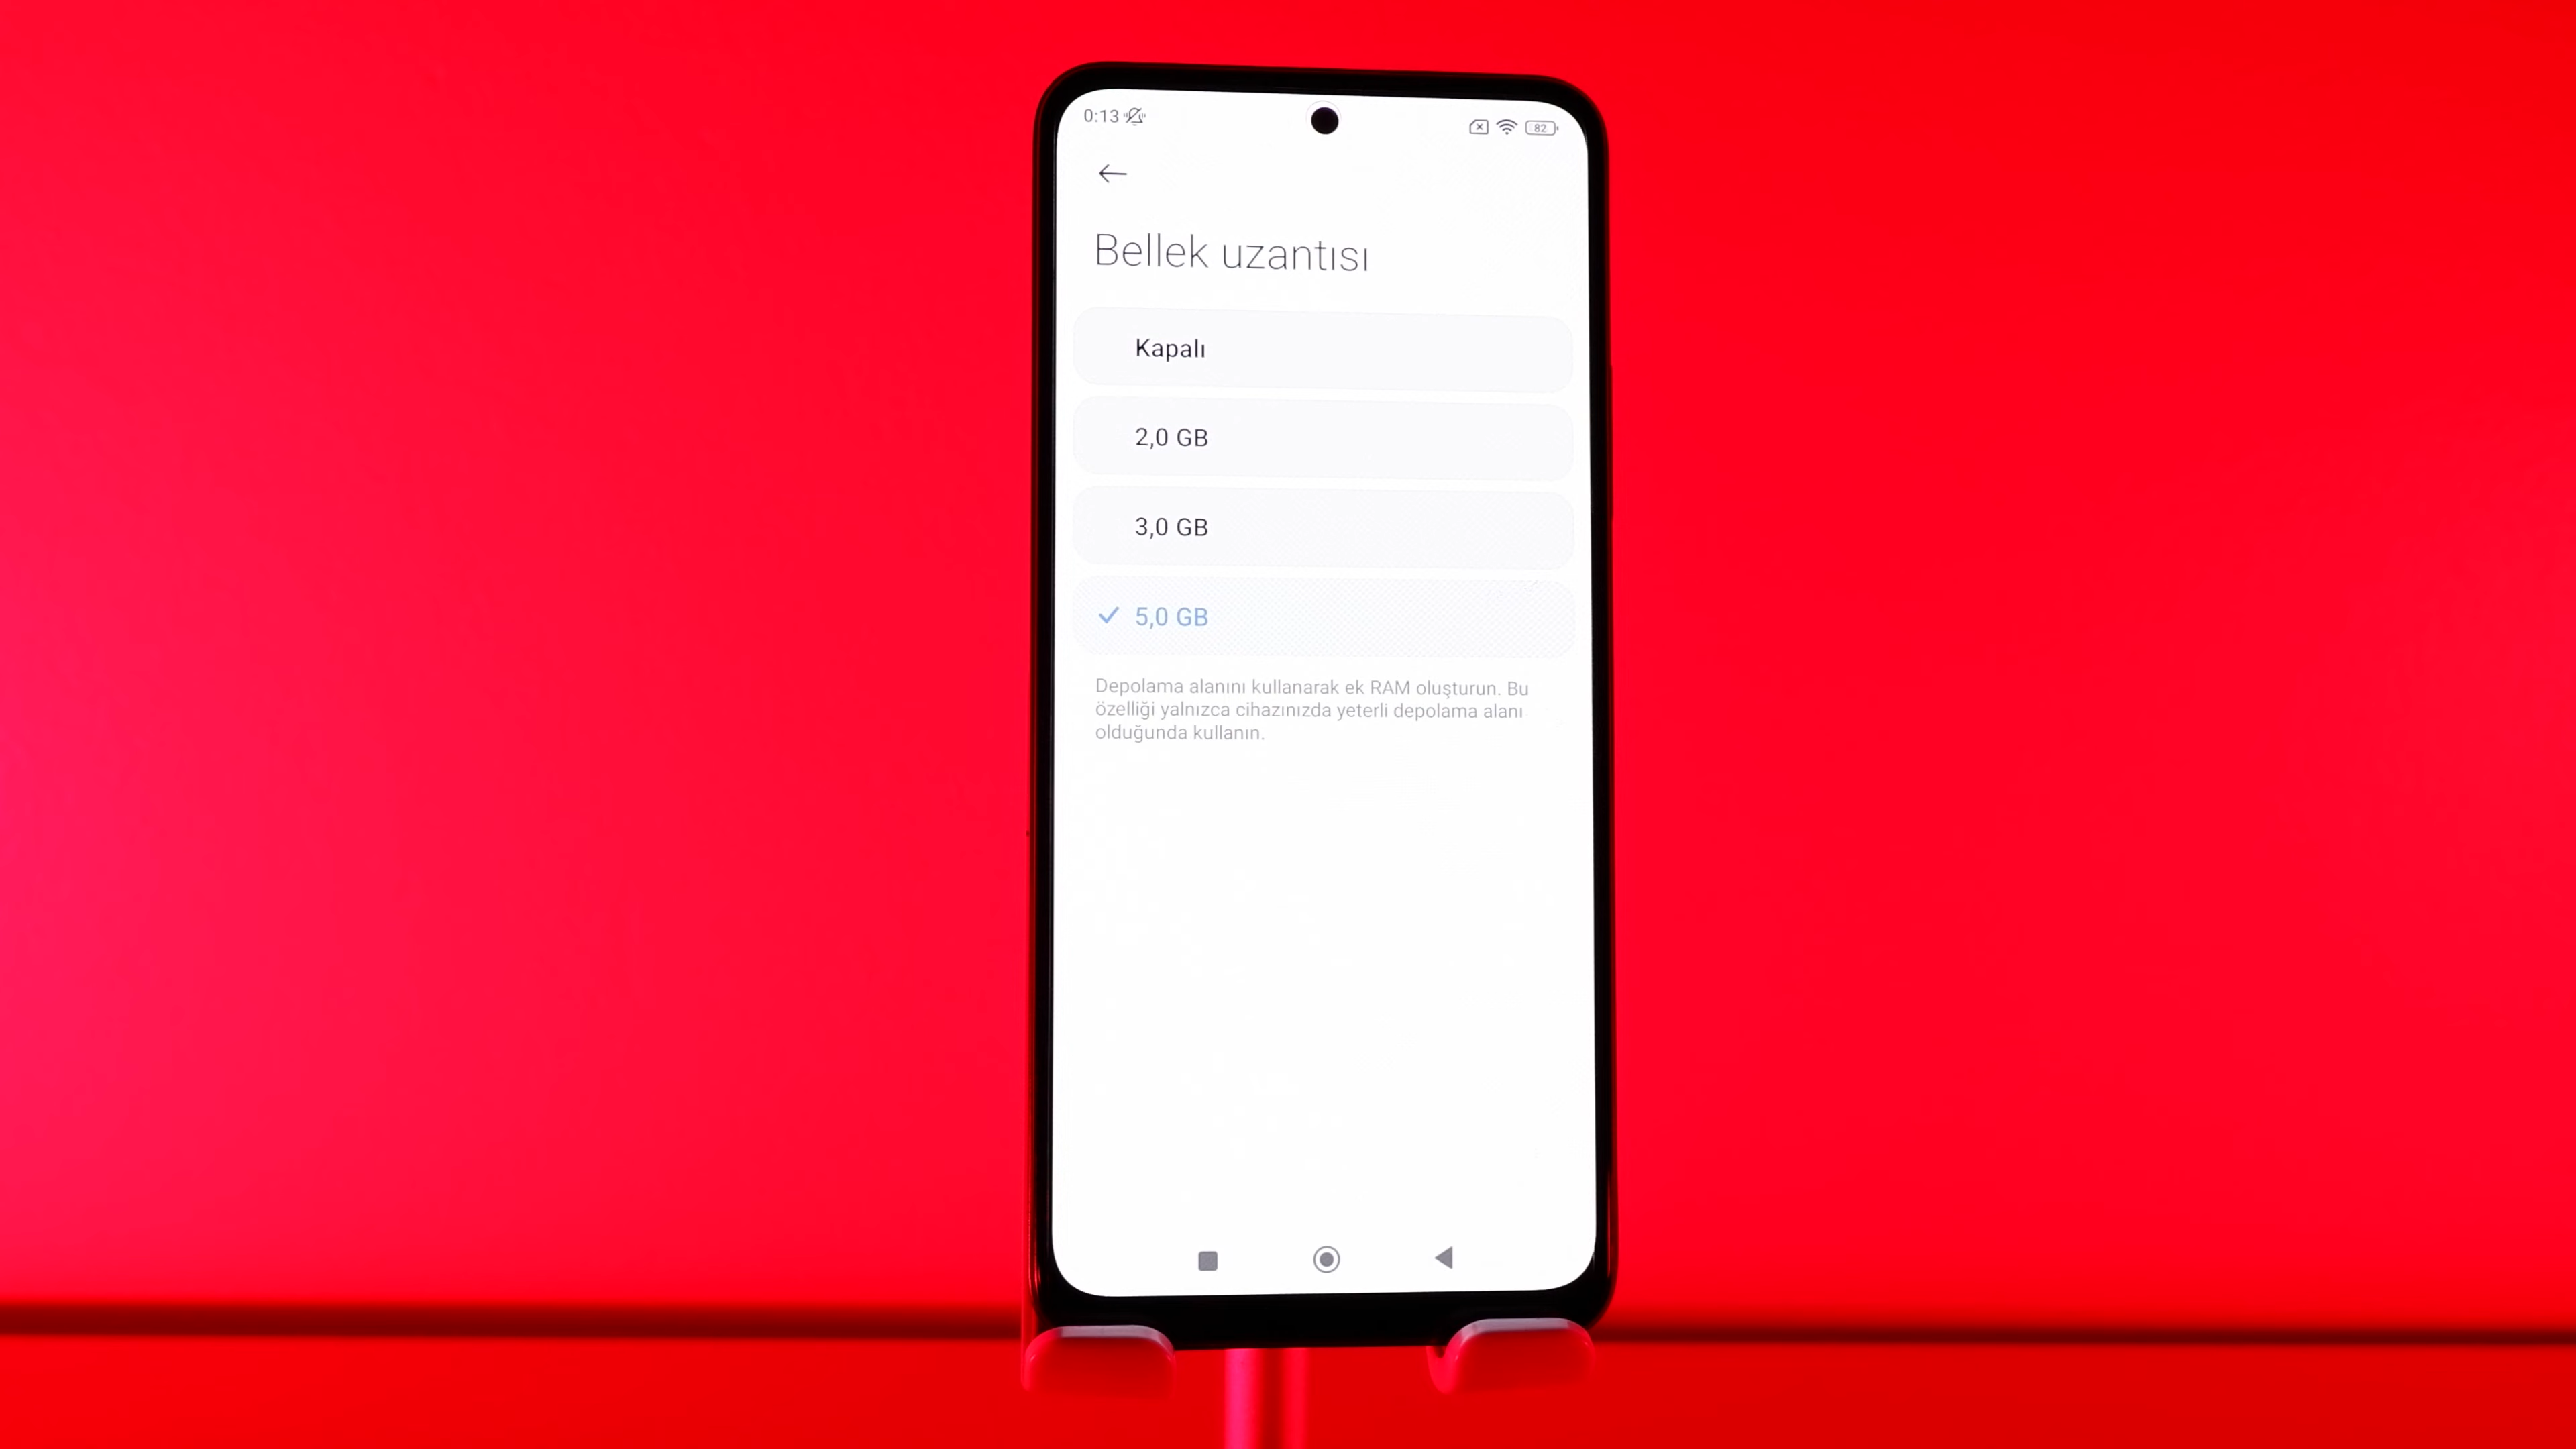 0:13
82
Bellek uzantısı
Kapalı
2,0 GB
3,0 GB
5,0 GB
Depolama alanını kullanarak ek RAM oluşturun. Bu
özelliği yalnızca cihazınızda yeterli depolama alanı
olduğunda kullanın.